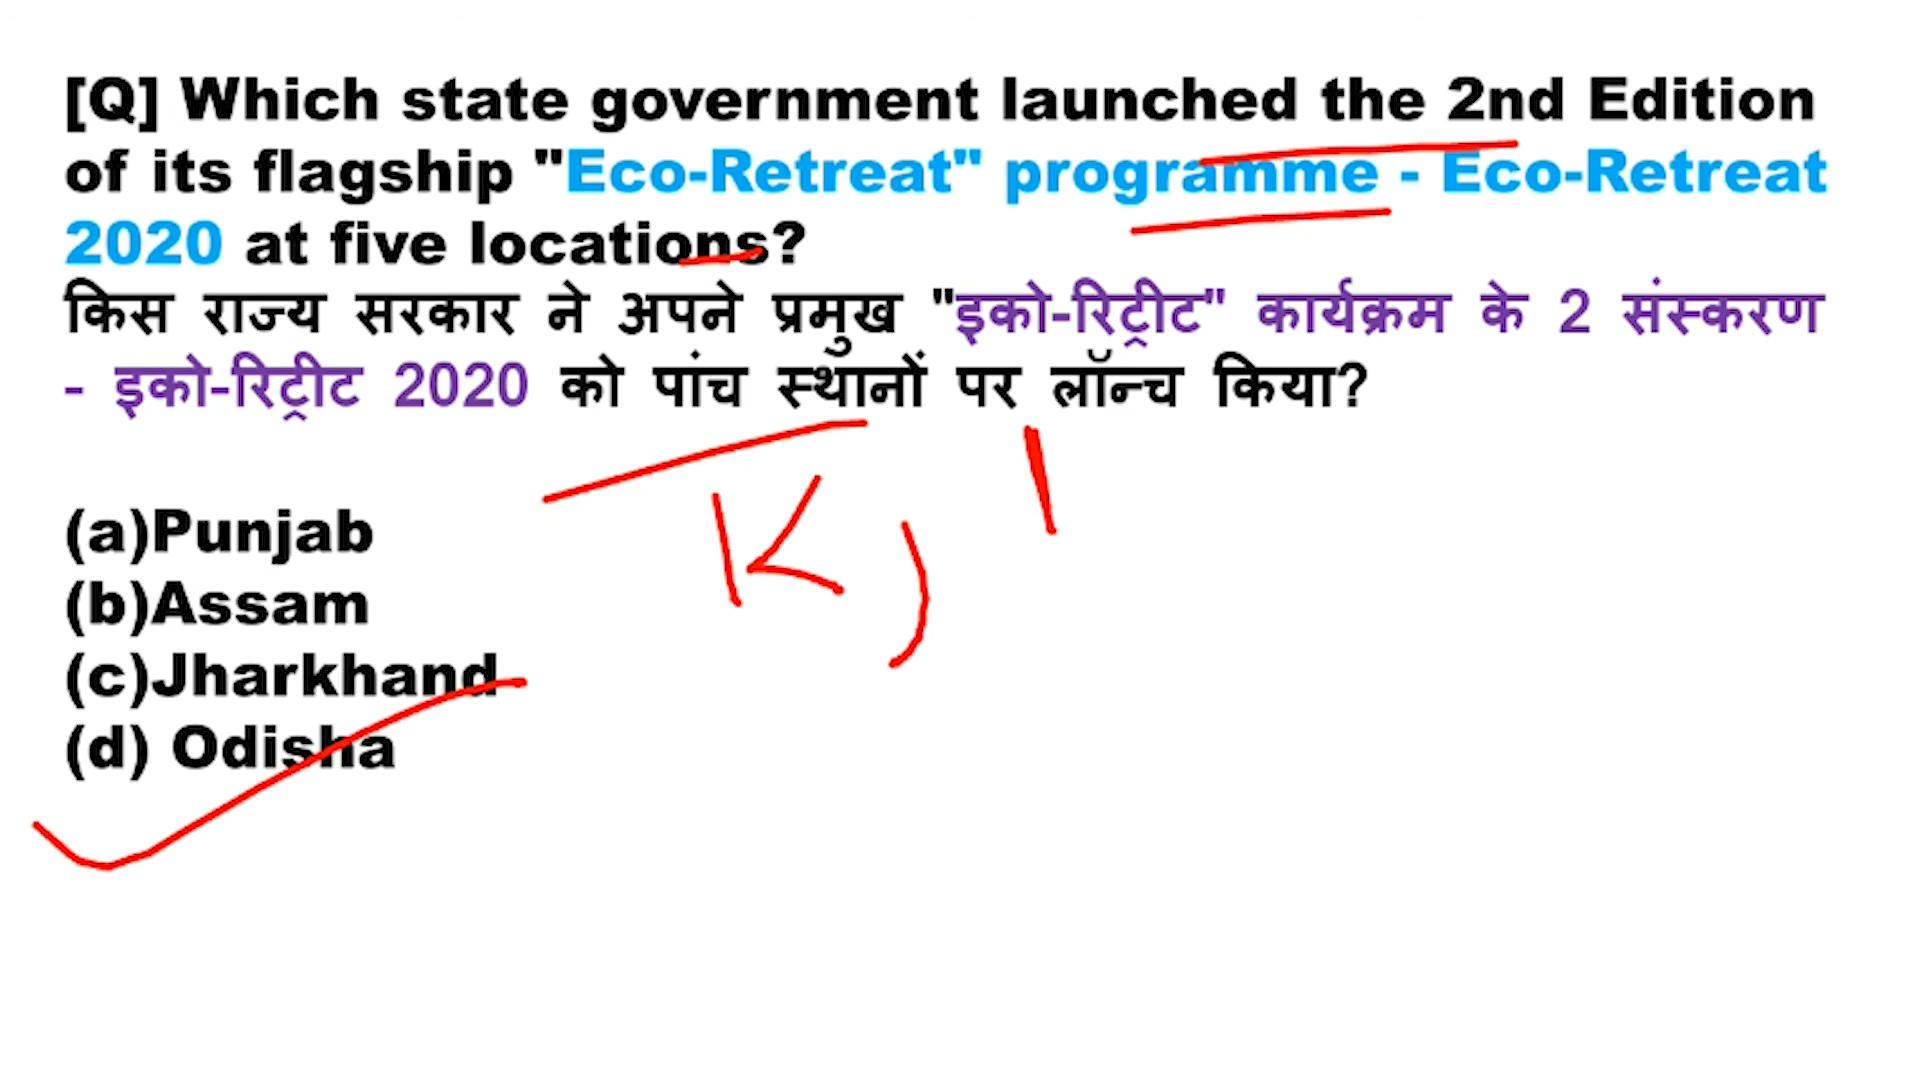 [Q] Which state government launched the 2nd Edition
of its flagship "Eco-Retreat" programme - Eco-Retreat
2020 at five locations?
किस राज्य सरकार ने अपने प्रमुख "इको-रिट्रीट" कार्यक्रम के 2 संस्करण
- इको-रिट्रीट 2020 को पांच स्थानों पर लॉन्च किया?
(a)Punjab
(b)Assam
(c)Jharkhand
(d) Odisha
K